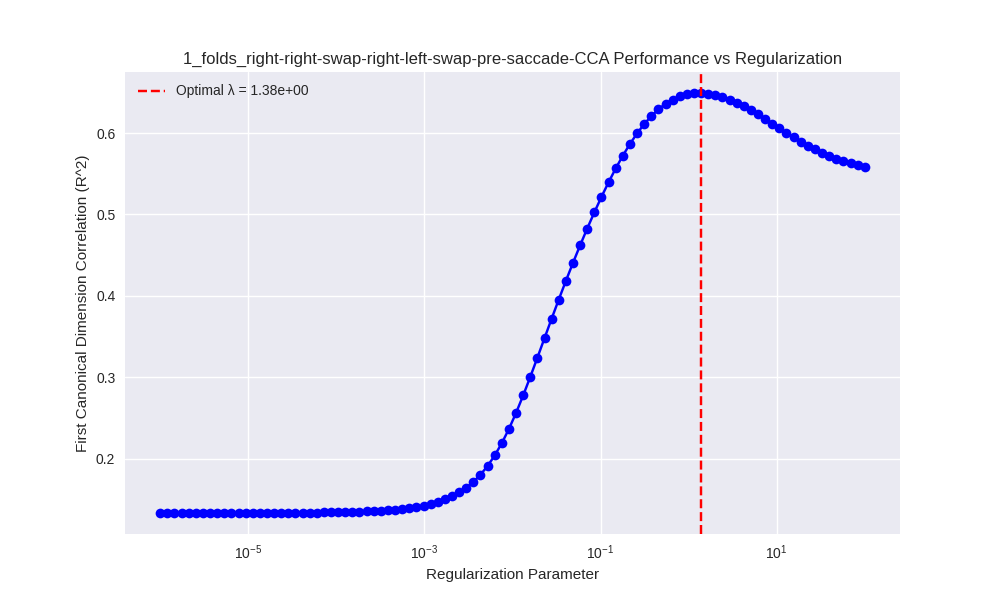 1_folds_right-right-swap-right-left-swap-pre-saccade-CCA Performance vs Regularization
Optimal λ = 1.38e+00
First Canonical Dimension Correlation (R^2)
0.6
0.5
0.4
0.3
0.2
10⁻⁵
10⁻³
10⁻¹
10¹
Regularization Parameter